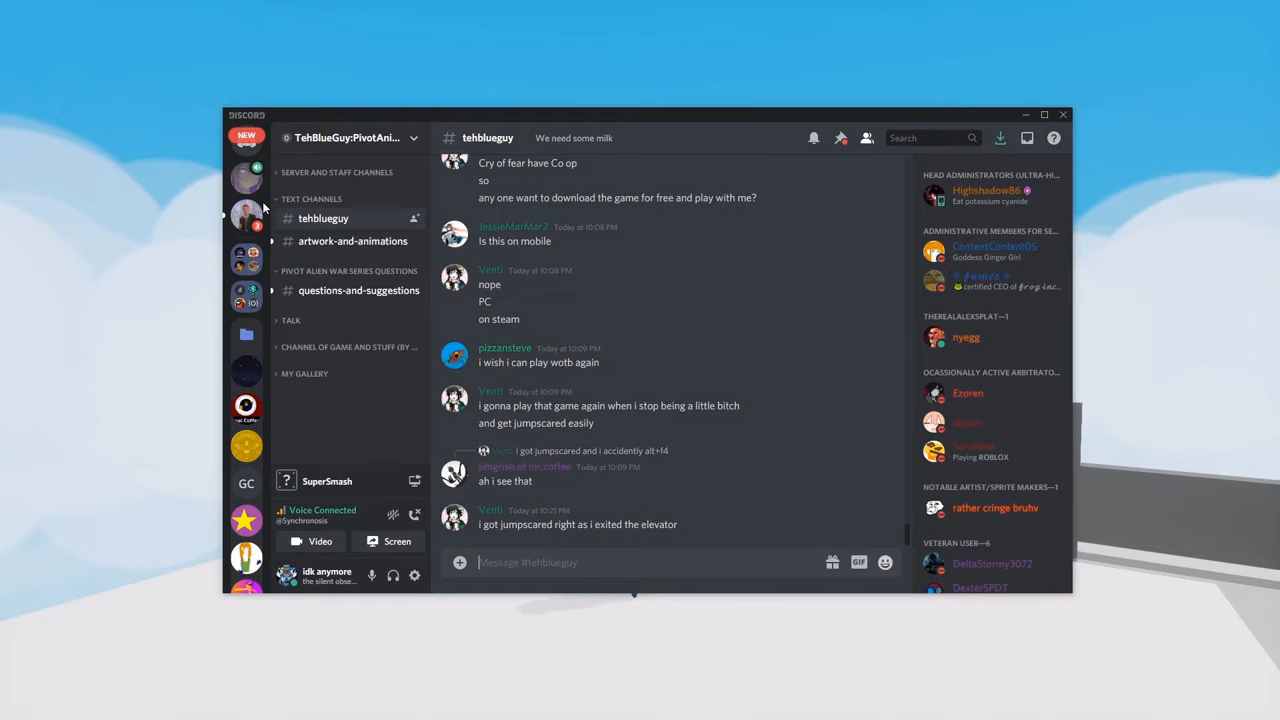 DISCORD
NEW
TehBlueGuy:PivotAni...
tehblueguy
We need some milk
Search
3
GC
SERVER AND STAFF CHANNELS
TEXT CHANNELS
tehblueguy
artwork-and-animations
PIVOT ALIEN WAR SERIES QUESTIONS
questions-and-suggestions
TALK
CHANNEL OF GAME AND STUFF (BY ...
MY GALLERY
SuperSmash
Voice Connected
@Synchronosis
Video
Screen
idk anymore
the silent obse...
Cry of fear have Co op
so
any one want to download the game for free and play with me?
JessieMarMar2 Today at 10:08 PM
Is this on mobile
Venti Today at 10:08 PM
nope
PC
on steam
pizzansteve Today at 10:09 PM
i wish i can play wotb again
Venti Today at 10:09 PM
i gonna play that game again when i stop being a little bitch
and get jumpscared easily
Venti i got jumpscared and i accidently alt+f4
jimgrish of mr,coffee Today at 10:09 PM
ah i see that
Venti Today at 10:21 PM
i got jumpscared right as i exited the elevator
Message #tehblueguy
GIF
HEAD ADMINISTRATORS (ULTRA-HI...
Highshadow86
Eat potassium cyanide
ADMINISTRATIVE MEMBERS FOR SE...
ContentContent05
Goddess Ginger Girl
certified CEO of frog inc...
THEREALALEXSPLAT—1
nyegg
OCASSIONALLY ACTIVE ARBITRATO...
Ezoren
Playing ROBLOX
NOTABLE ARTIST/SPRITE MAKERS—1
rather cringe bruhv
VETERAN USER—6
DeltaStormy3072
DexterSPDT